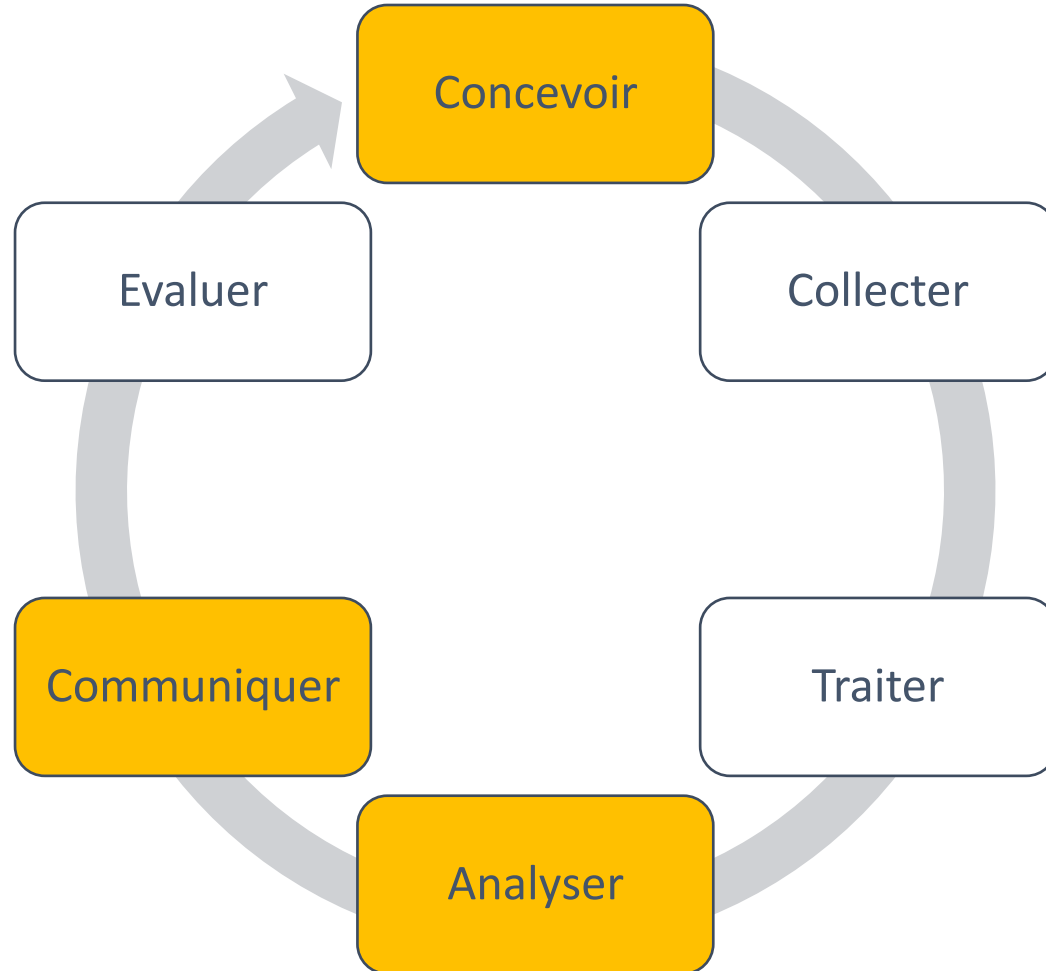 Concevoir
Collecter
Traiter
Analyser
Communiquer
Evaluer